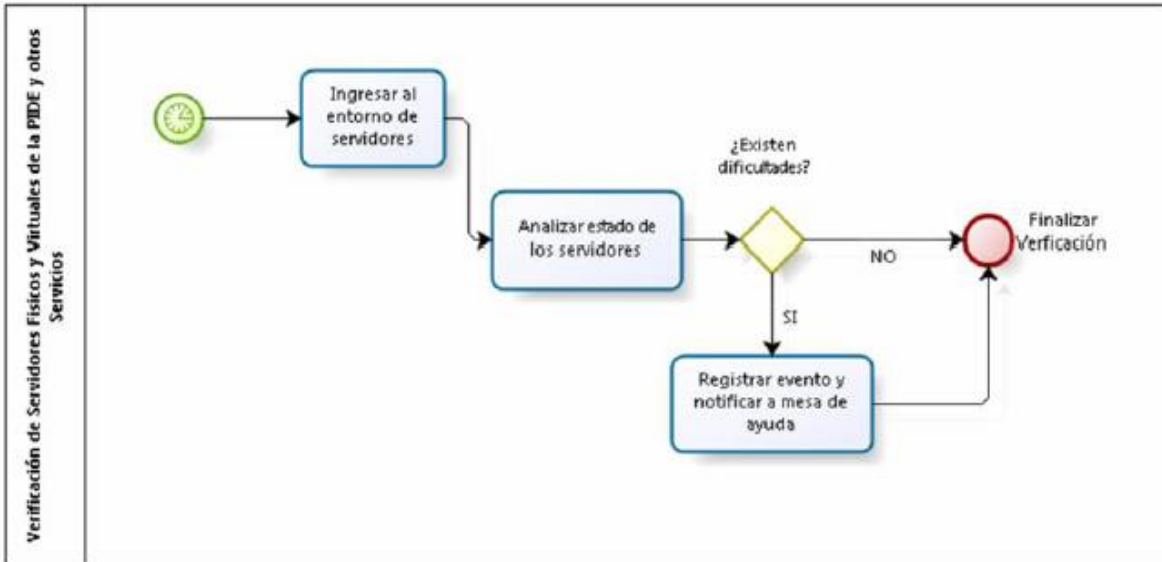 Verificación de Servidores Físicos y Virtuales de la PIDE y otros
Servicios
Ingresar al
entorno de
servidores
Analizar estado de
los servidores
¿Existen
dificultades?
NO
SI
Finalizar
Verficación
Registrar evento y
notificar a mesa de
ayuda